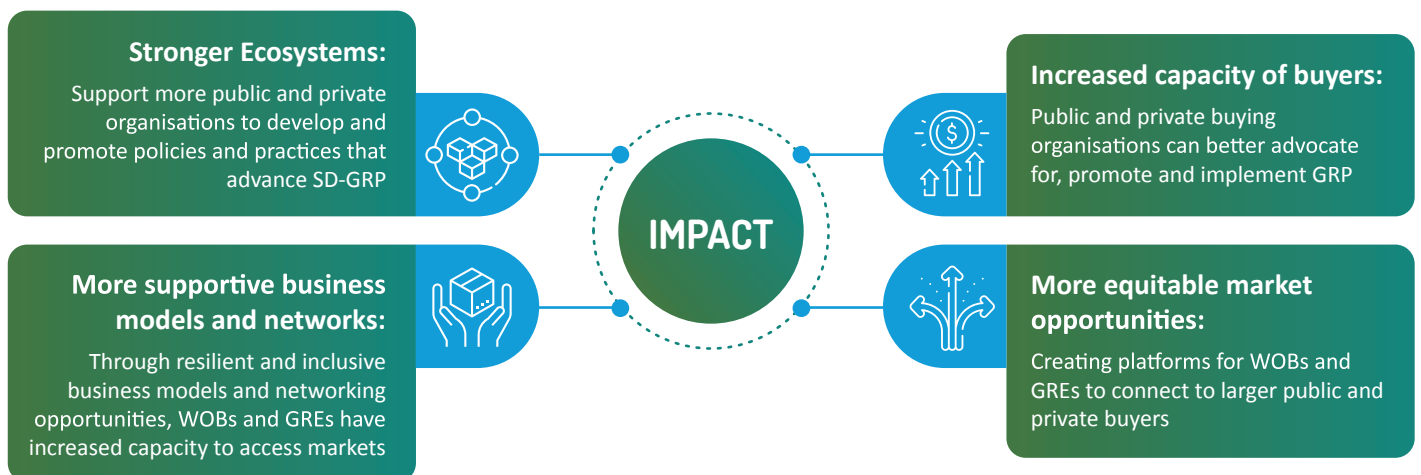 Stronger Ecosystems:
Support more public and private
organisations to develop and
promote policies and practices that
advance SD-GRP
More supportive business
models and networks:
Through resilient and inclusive
business models and networking
opportunities, WOBs and GREs have
increased capacity to access markets
IMPACT
Increased capacity of buyers:
Public and private buying
organisations can better advocate
for, promote and implement GRP
More equitable market
opportunities:
Creating platforms for WOBs and
GREs to connect to larger public and
private buyers